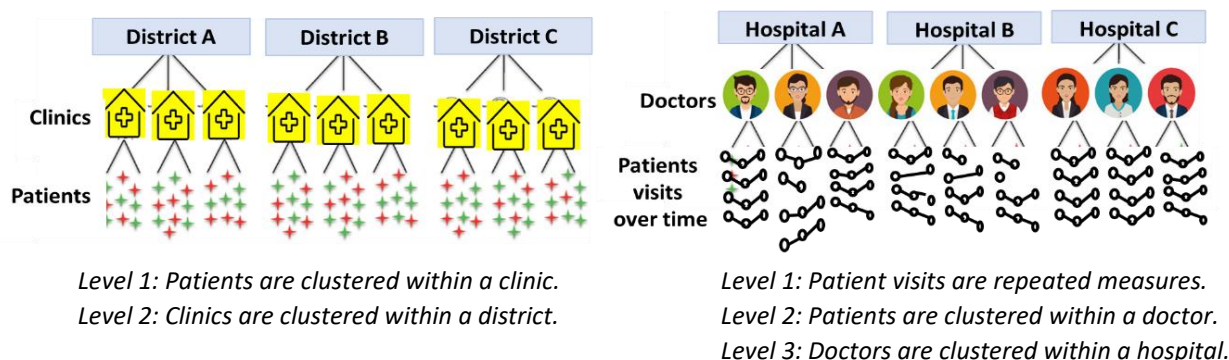 District A
District B
District C
Clinics
Patients
Level 1: Patients are clustered within a clinic.
Level 2: Clinics are clustered within a district.
Hospital A
Hospital B
Hospital C
Doctors
Patients
visits
over time
Level 1: Patient visits are repeated measures.
Level 2: Patients are clustered within a doctor.
Level 3: Doctors are clustered within a hospital.